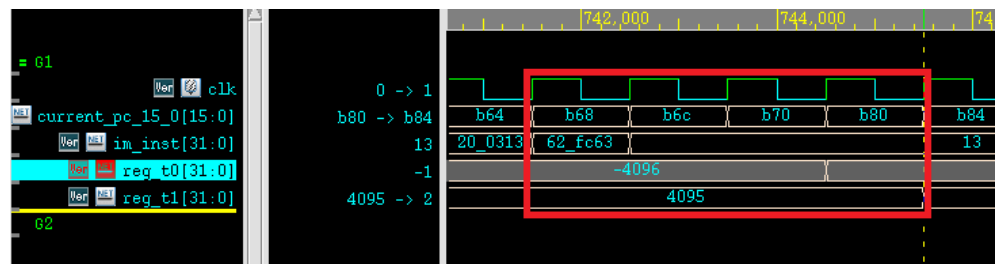 742,000 744,000 74
= G1
Ver clk 0 -> 1
NET current_pc_15_0[15:0] b80 -> b84 b64 b68 b6c b70 b80 b84
Ver NET im_inst[31:0] 13 20_0313 62_fc63 13
Ver NET reg_t0[31:0] -1 -4096
Ver NET reg_t1[31:0] 4095 -> 2 4095
G2